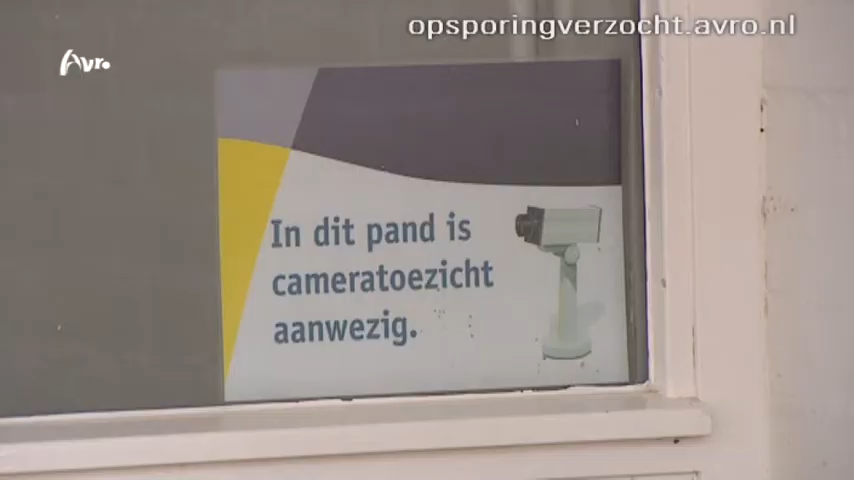 opsporingverzocht.avro.nl
Avro.
In dit pand is
cameratoezicht
aanwezig.